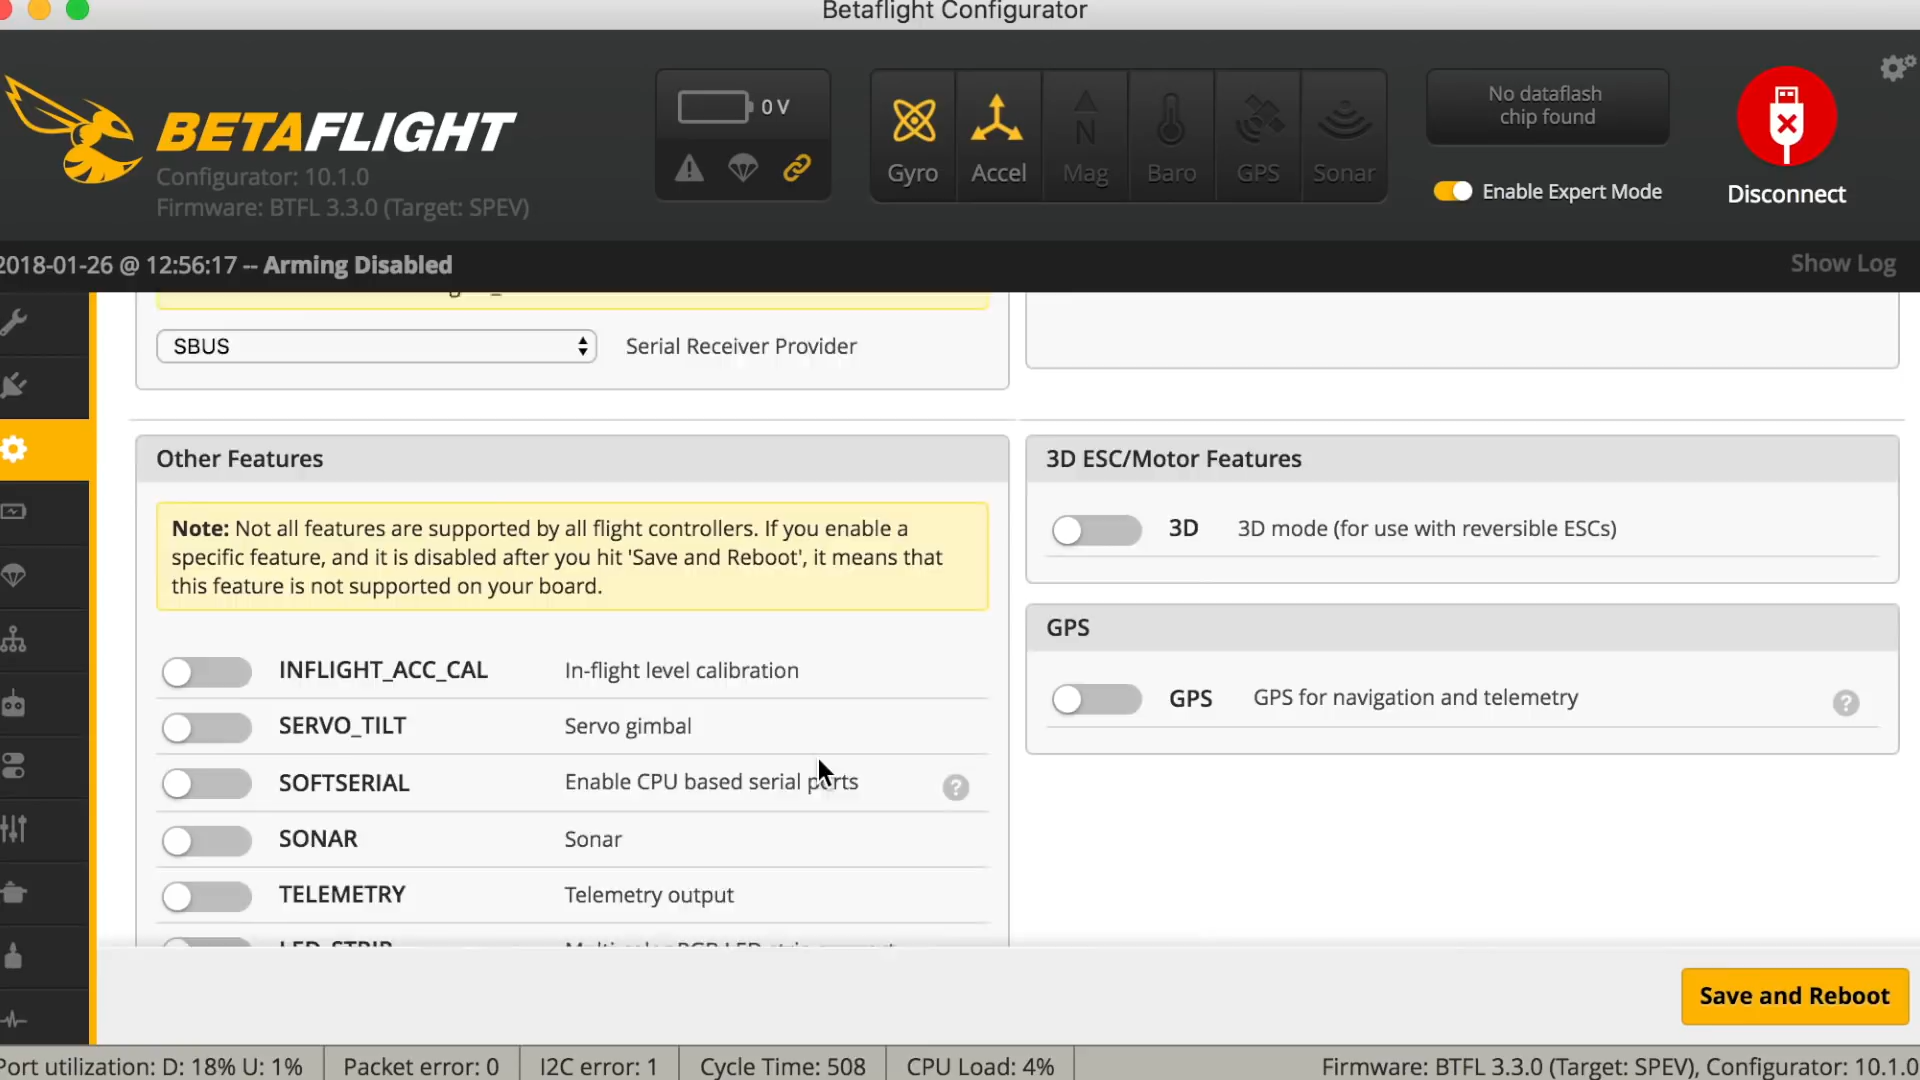 Betaflight Configurator
BETAFLIGHT
Configurator: 10.1.0
Firmware: BTFL 3.3.0 (Target: SPEV)
0 V
Gyro
Accel
N
Mag
Baro
GPS
Sonar
No dataflash
chip found
Enable Expert Mode
Disconnect
2018-01-26 @ 12:56:17 -- Arming Disabled
Show Log
SBUS
Serial Receiver Provider
Other Features
Note: Not all features are supported by all flight controllers. If you enable a
specific feature, and it is disabled after you hit 'Save and Reboot', it means that
this feature is not supported on your board.
INFLIGHT_ACC_CAL In-flight level calibration
SERVO_TILT Servo gimbal
SOFTSERIAL Enable CPU based serial ports ?
SONAR Sonar
TELEMETRY Telemetry output
LED_STRIP
3D ESC/Motor Features
3D 3D mode (for use with reversible ESCs)
GPS
GPS GPS for navigation and telemetry ?
Save and Reboot
Port utilization: D: 18% U: 1%
Packet error: 0
I2C error: 1
Cycle Time: 508
CPU Load: 4%
Firmware: BTFL 3.3.0 (Target: SPEV), Configurator: 10.1.0